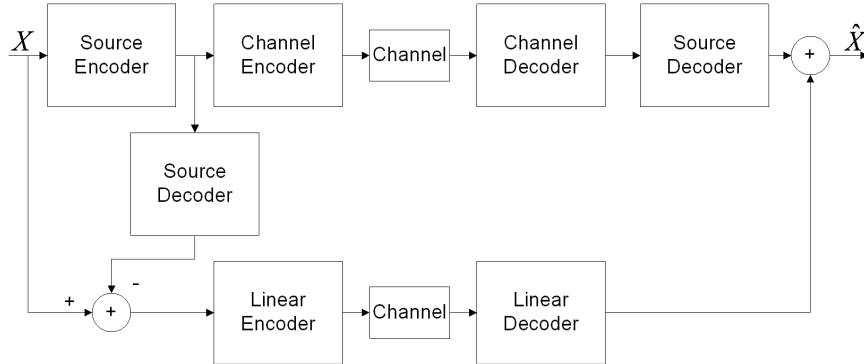 X
Source
Encoder
Channel
Encoder
Channel
Channel
Decoder
Source
Decoder
+
X̂
Source
Decoder
+
-
+
Linear
Encoder
Channel
Linear
Decoder